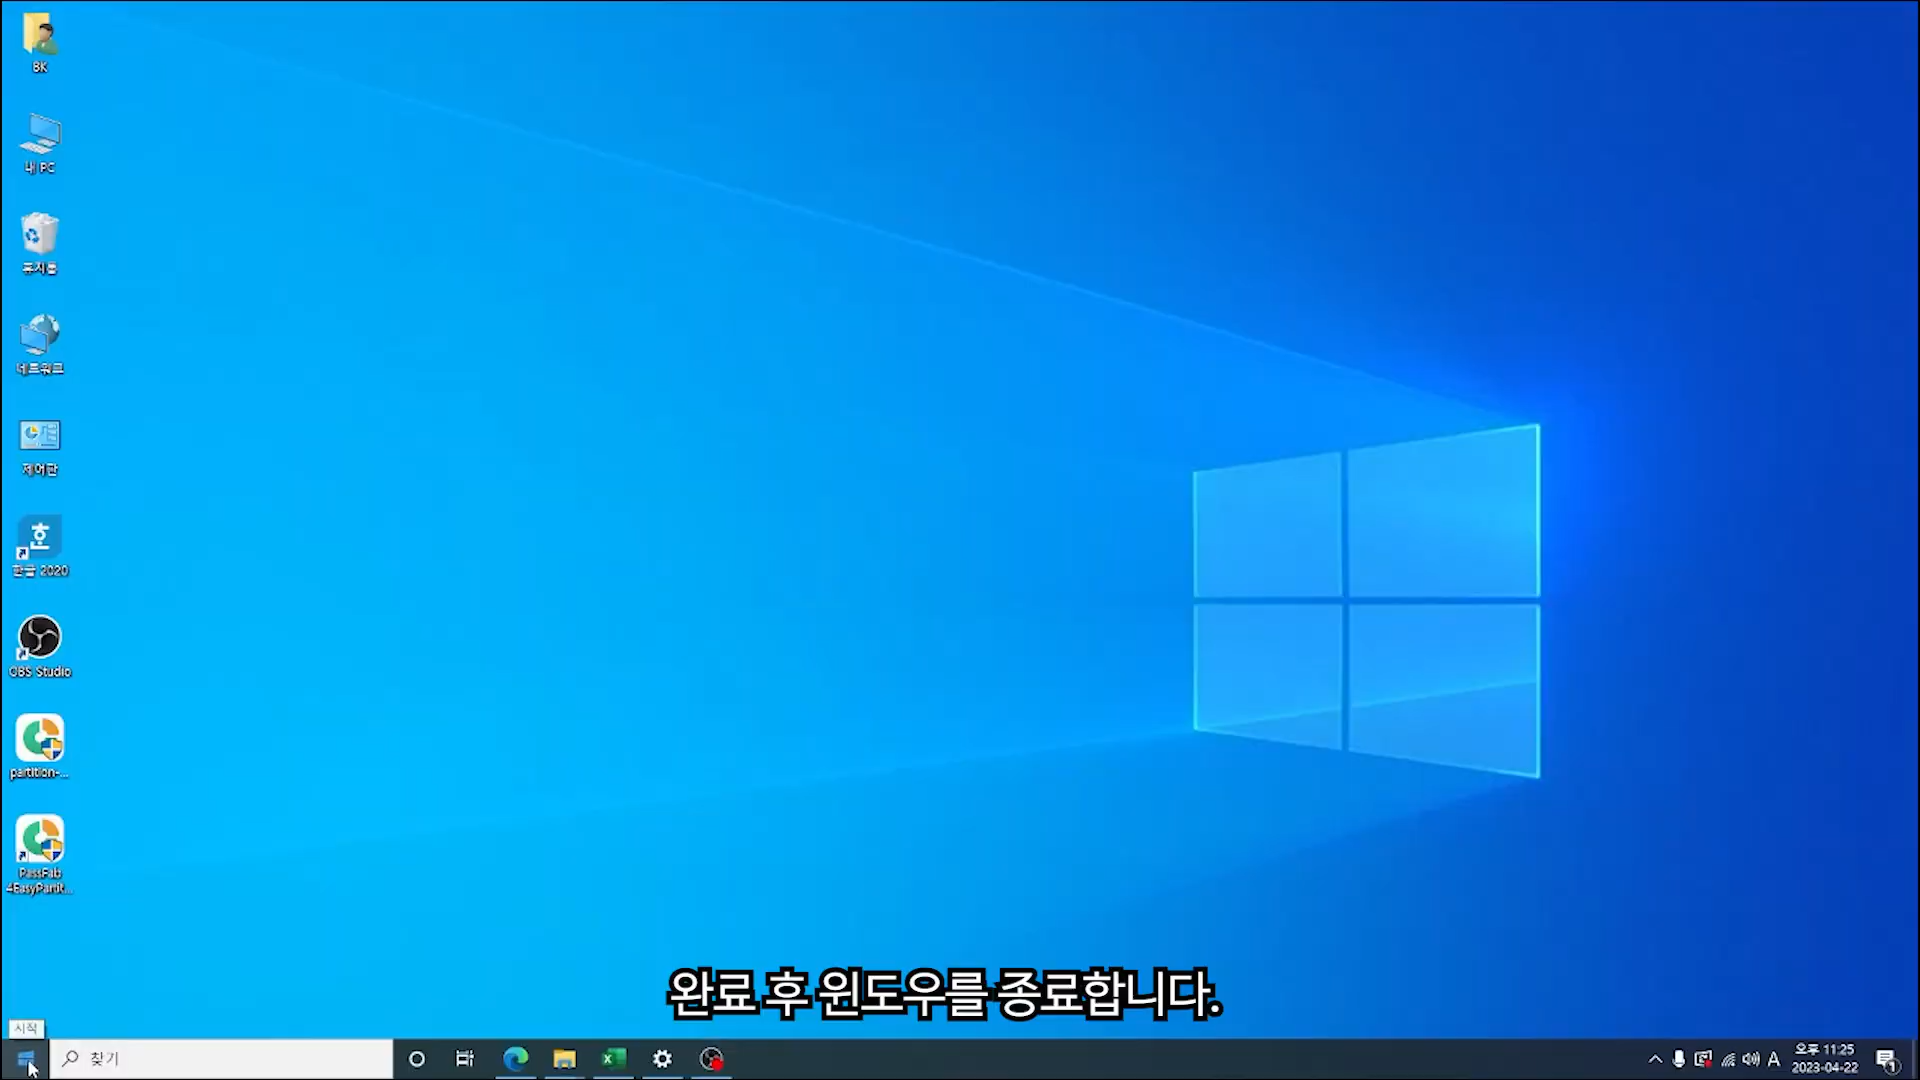 BK
내 PC
휴지통
네트워크
제어판
한글 2020
OBS Studio
partition-...
PassFab
4EasyPartit...
완료 후 윈도우를 종료합니다.
시작
찾기
A
오후 11:25
2023-04-22
1